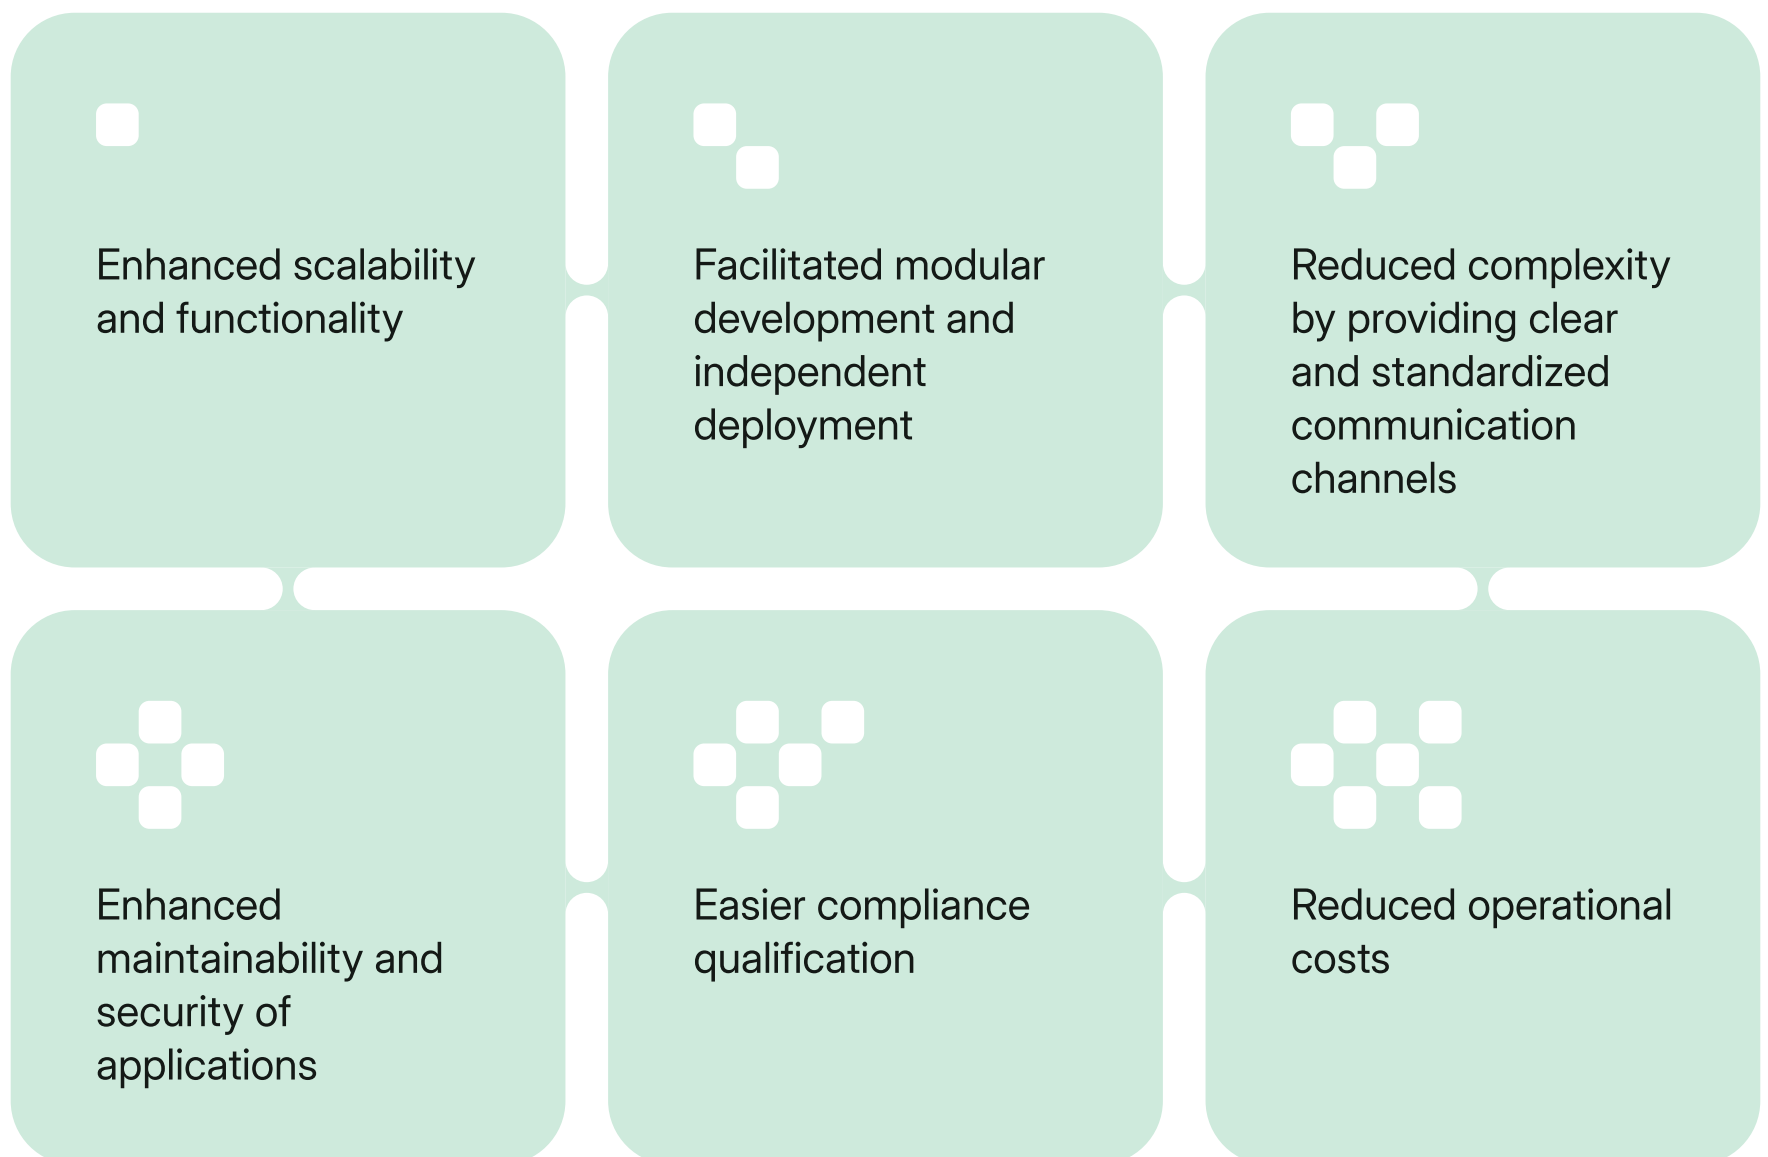 Enhanced scalability
and functionality
Facilitated modular
development and
independent
deployment
Reduced complexity
by providing clear
and standardized
communication
channels
Enhanced
maintainability and
security of
applications
Easier compliance
qualification
Reduced operational
costs